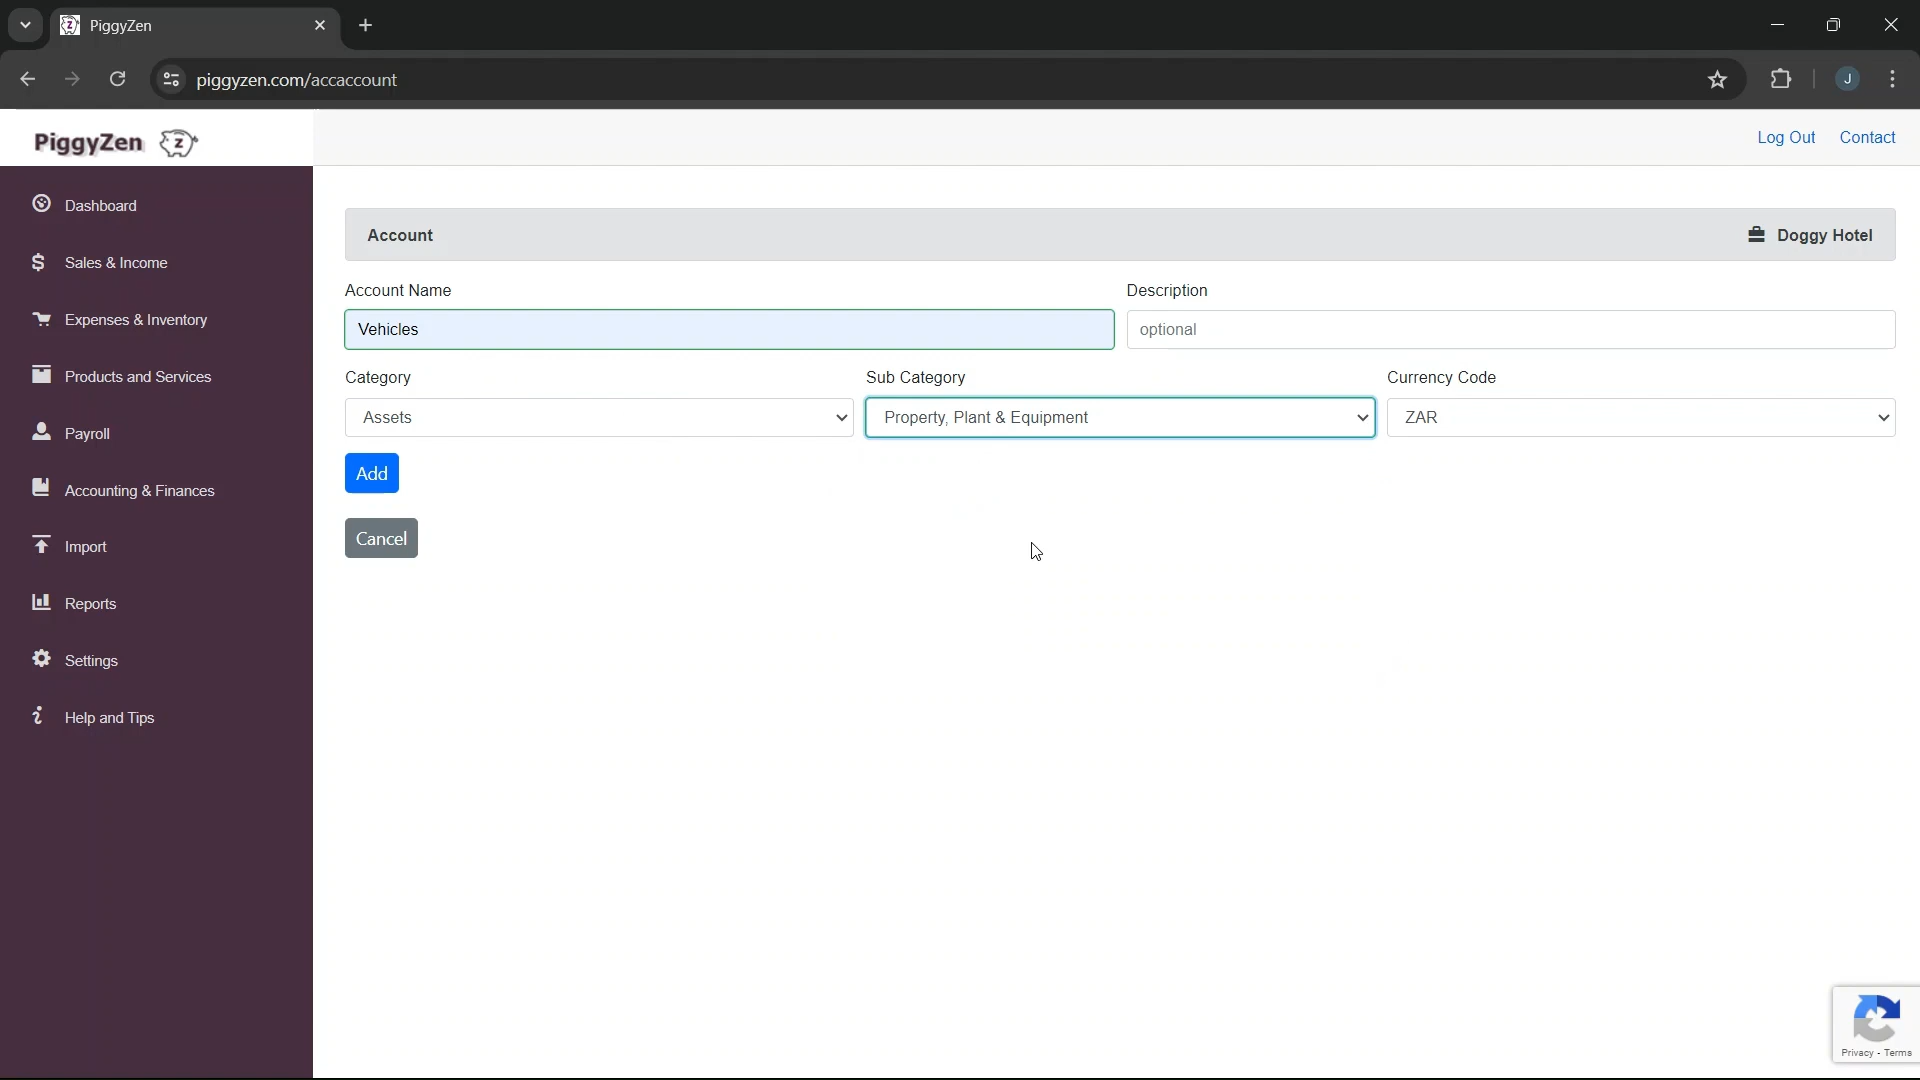 PiggyZen
piggyzen.com/accaccount
J
PiggyZen Z
Log Out Contact
Dashboard
Sales & Income
Expenses & Inventory
Products and Services
Payroll
Accounting & Finances
Import
Reports
Settings
Help and Tips
Account
Doggy Hotel
Account Name
Description
Vehicles
optional
Category
Sub Category
Currency Code
Assets
Property, Plant & Equipment
ZAR
Add
Cancel
Privacy - Terms